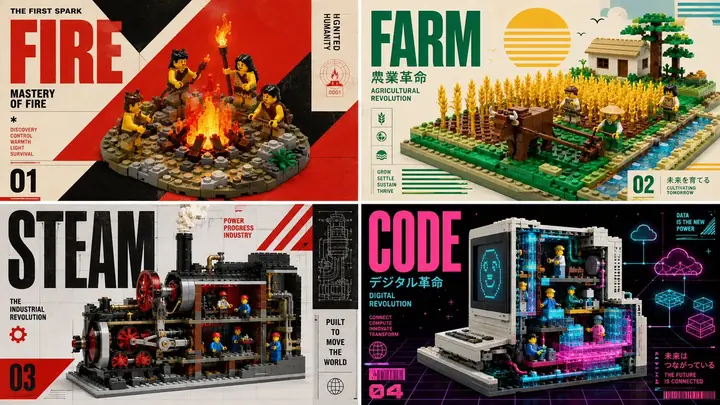 THE FIRST SPARK
FIRE
MASTERY
OF FIRE
*
DISCOVERY
CONTROL
WARMTH
LIGHT
SURVIVAL
01
HGNITED
HUMANITY
.0001
FARM
農業革命
AGRICULTURAL
REVOLUTION
GROW
SETTLE
SUSTAIN
THRIVE
02
未来を育てる
CULTIVATING
TOMORROW
STEAM
POWER
PROGRESS
INDUSTRY
THE
INDUSTRIAL
REVOLUTION
03
PUILT
TO MOVE
THE
WORLD
CODE
デジタル革命
DIGITAL
REVOLUTION
CONNECT
COMPUTE
INNOVATE
TRANSFORM
04
DATA
IS THE NEW
POWER
未来は
つながっている
THE FUTURE
IS CONNECTED